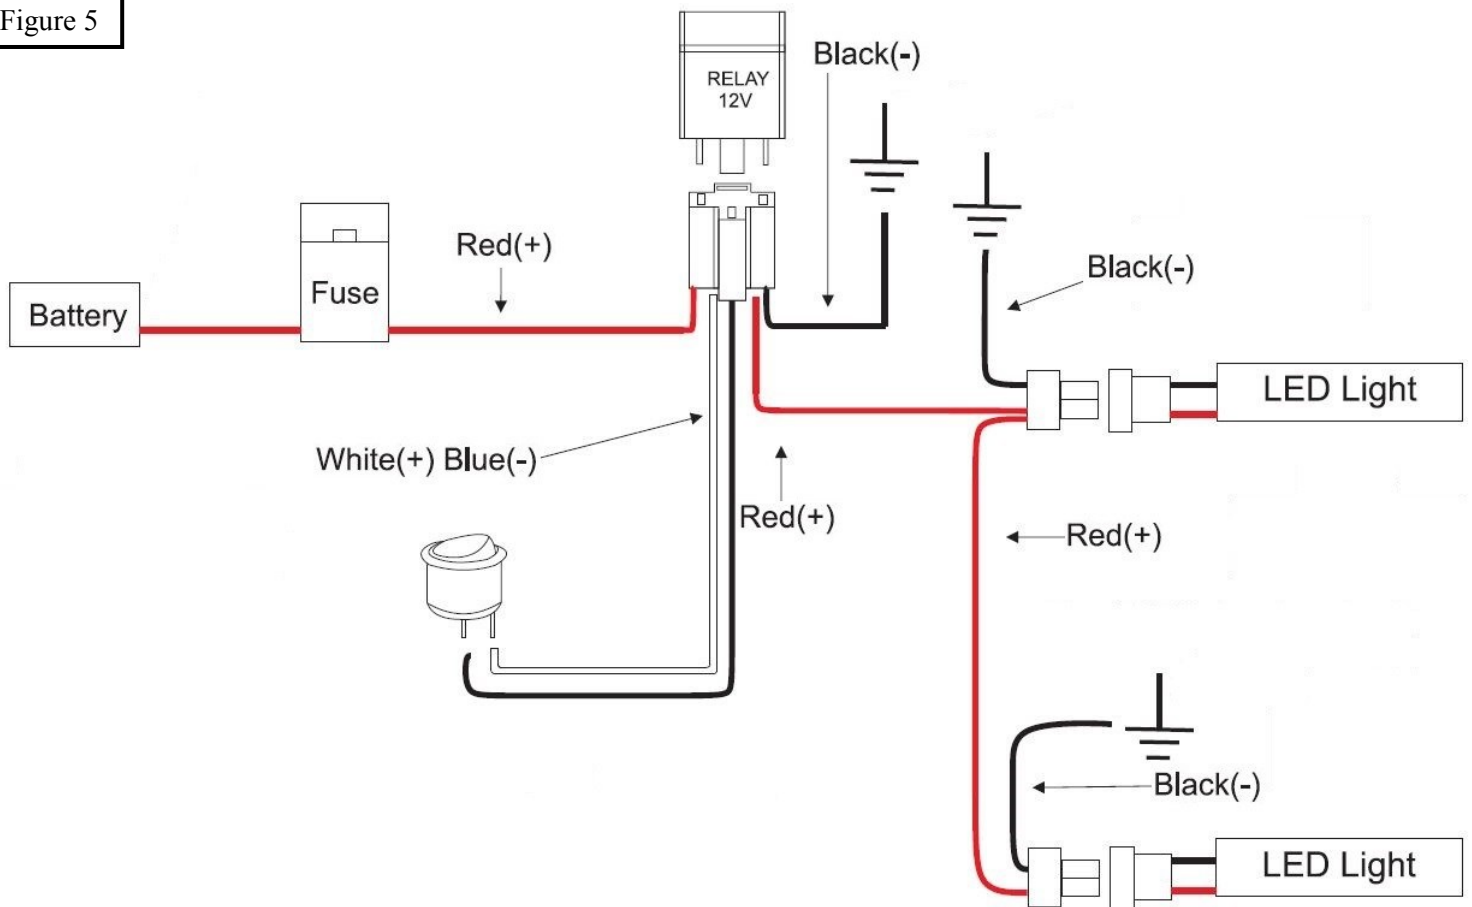 Figure 5
RELAY
12V
Black(-)
Red(+)
Fuse
Battery
Black(-)
LED Light
White(+) Blue(-)
Red(+)
Red(+)
Black(-)
LED Light